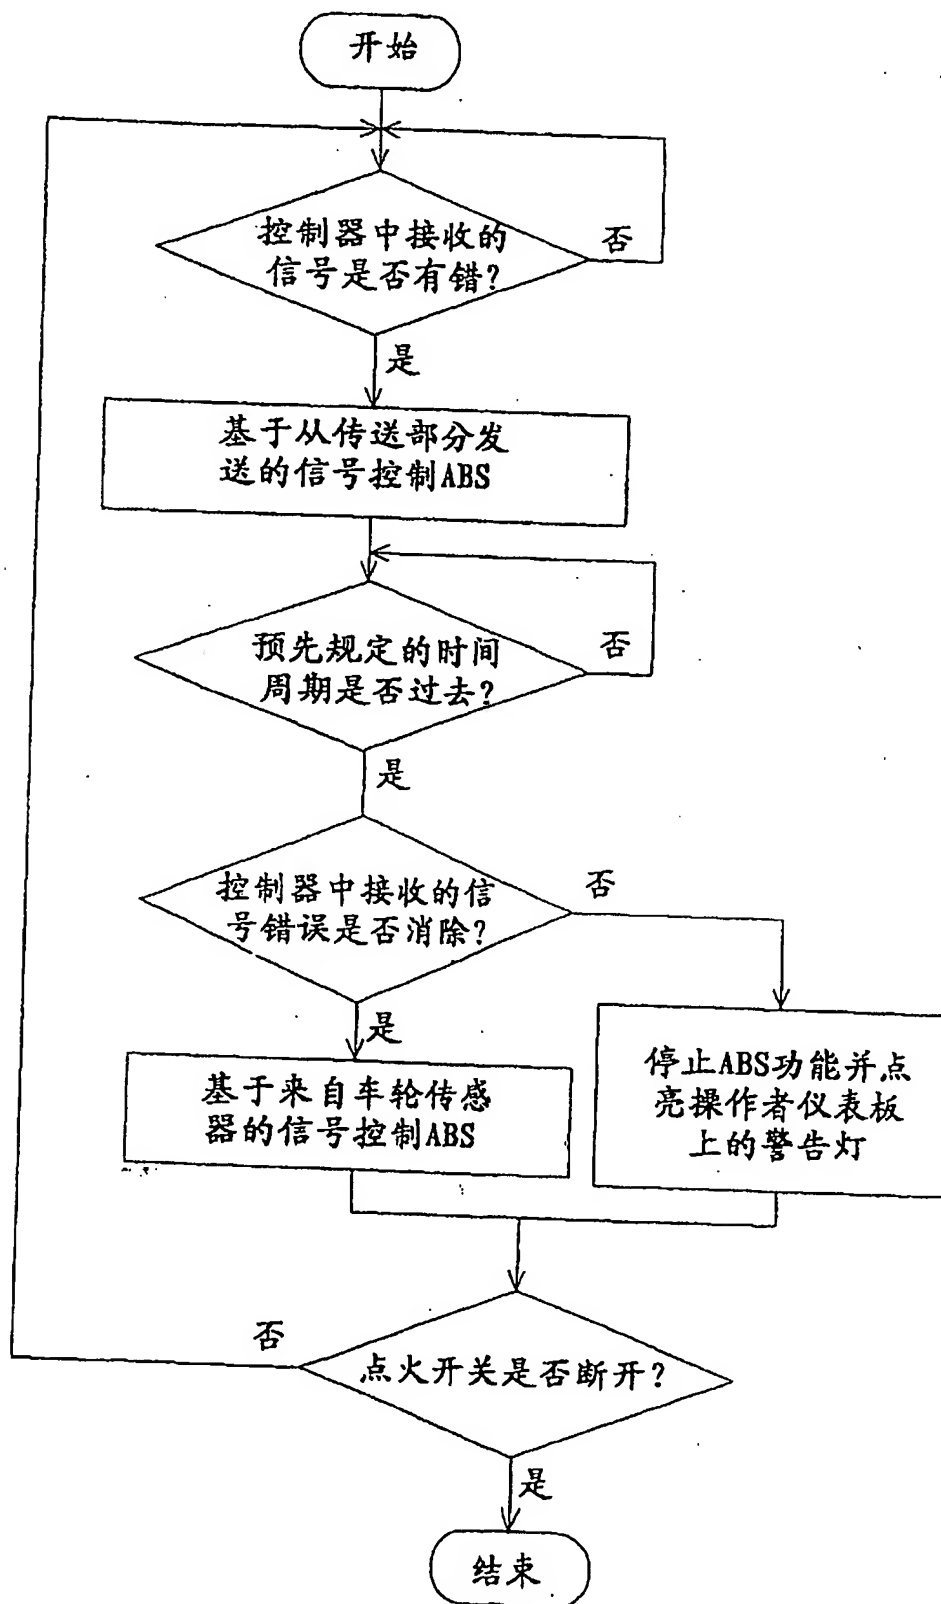 开始
控制器中接收的
信号是否有错?
否
是
基于从传送部分发
送的信号控制ABS
预先规定的时间
周期是否过去?
否
是
控制器中接收的信
号错误是否消除?
否
是
基于来自车轮传感
器的信号控制ABS
停止ABS功能并点
亮操作者仪表板
上的警告灯
否
点火开关是否断开?
是
结束